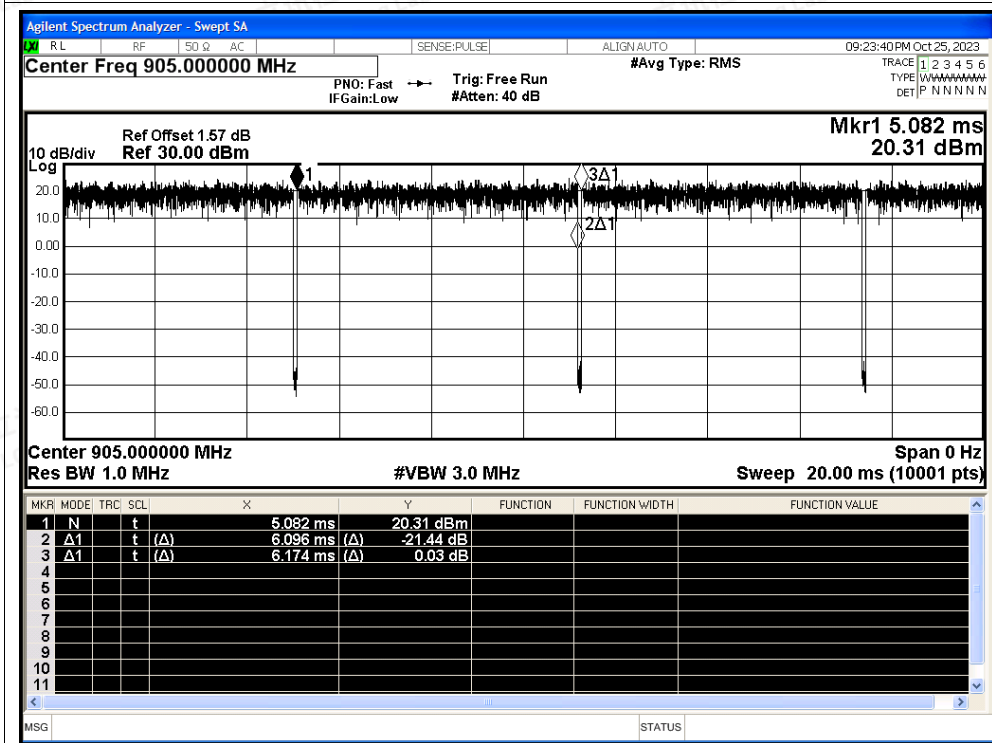 Agilent Spectrum Analyzer - Swept SA
LXI RL RF 50 Ω AC SENSE:PULSE ALIGN AUTO 09:23:40 PM Oct 25, 2023
Center Freq 905.000000 MHz #Avg Type: RMS TRACE 1 2 3 4 5 6
PNO: Fast Trig: Free Run TYPE WWWWWW
IFGain:Low #Atten: 40 dB DET P N N N N N
Mkr1 5.082 ms
20.31 dBm
Ref Offset 1.57 dB
10 dB/div Ref 30.00 dBm
Log
1 3Δ1
20.0
10.0
2Δ1
0.00
-10.0
-20.0
-30.0
-40.0
-50.0
-60.0
Center 905.000000 MHz Span 0 Hz
Res BW 1.0 MHz #VBW 3.0 MHz Sweep 20.00 ms (10001 pts)
MKR MODE TRC SCL X Y FUNCTION FUNCTION WIDTH FUNCTION VALUE
1 N t 5.082 ms 20.31 dBm
2 Δ1 t (Δ) 6.096 ms (Δ) -21.44 dB
3 Δ1 t (Δ) 6.174 ms (Δ) 0.03 dB
4
5
6
7
8
9
10
11
MSG STATUS